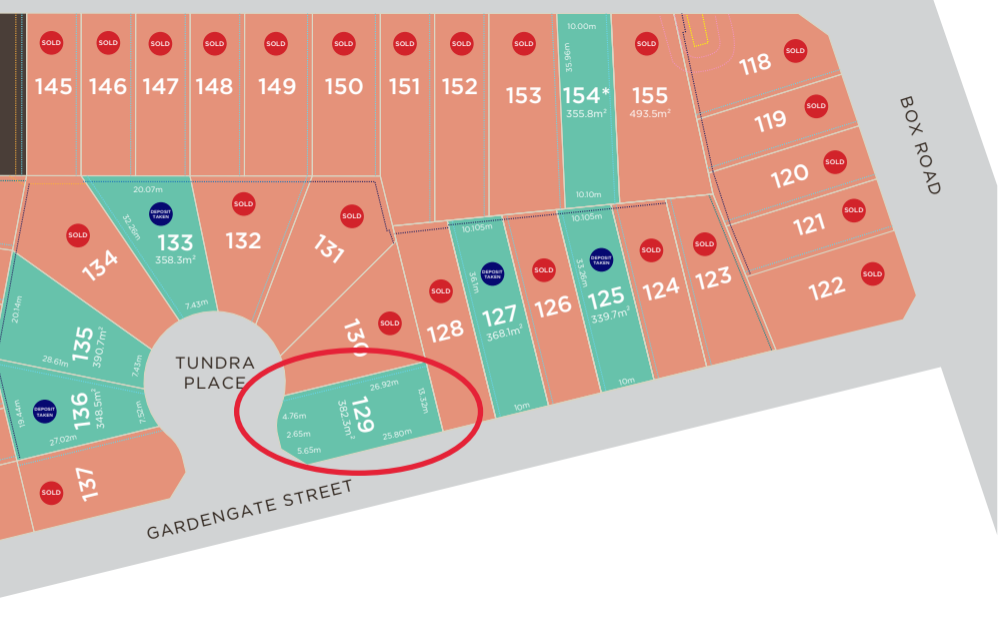 SOLD
145
SOLD
146
SOLD
147
SOLD
148
SOLD
149
SOLD
150
SOLD
151
SOLD
152
SOLD
153
10.00m
35.96m
154*
355.8m²
10.10m
SOLD
155
493.5m²
SOLD
118
SOLD
119
SOLD
120
SOLD
121
SOLD
122
BOX ROAD
SOLD
134
20.07m
32.26m
DEPOSIT
TAKEN
133
358.3m²
7.43m
SOLD
132
SOLD
131
SOLD
130
SOLD
128
10.105m
36.1m
DEPOSIT
TAKEN
127
368.1m²
10m
SOLD
126
10.105m
33.26m
DEPOSIT
TAKEN
125
339.7m²
10m
SOLD
124
SOLD
123
20.14m
135
390.7m²
28.61m
7.43m
TUNDRA
PLACE
19.44m
DEPOSIT
TAKEN
136
348.5m²
7.52m
27.02m
26.92m
13.32m
129
382.3m²
4.76m
2.65m
5.65m
25.80m
SOLD
137
GARDENGATE STREET